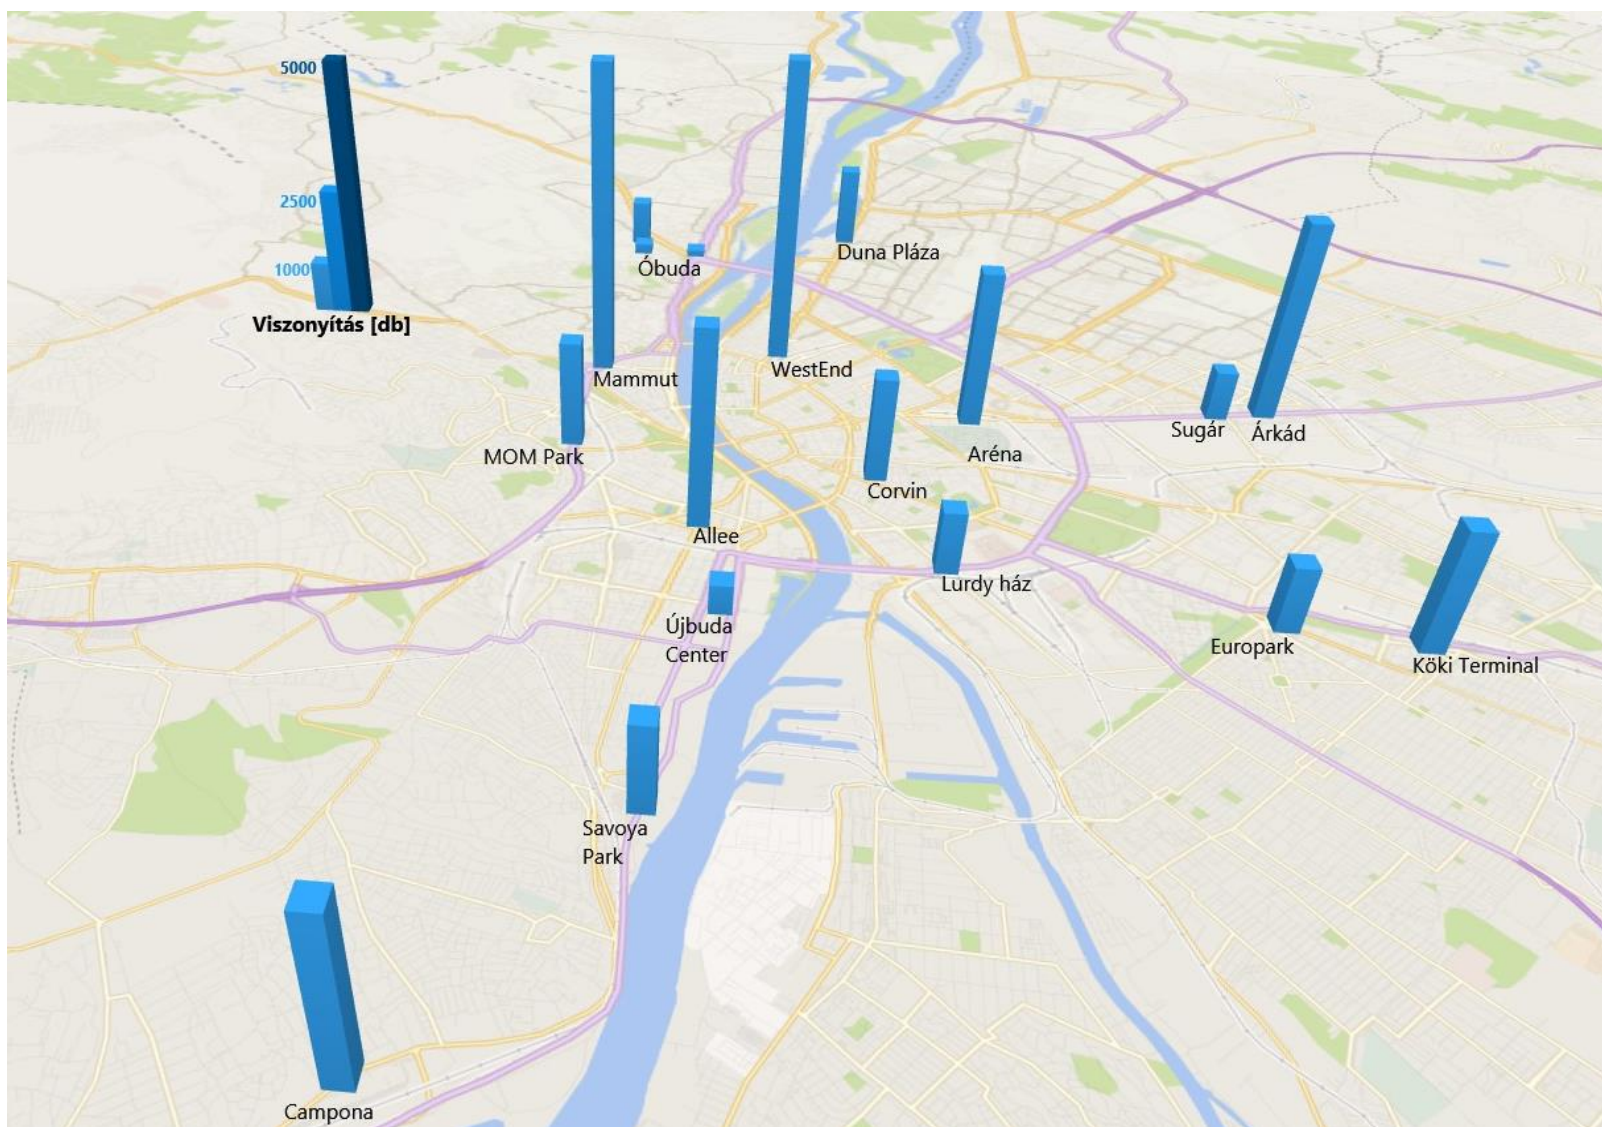 5000
2500
1000
Viszonyítás [db]
Óbuda
Duna Pláza
Mammut
WestEnd
MOM Park
Sugár
Árkád
Aréna
Corvin
Allee
Lurdy ház
Újbuda
Center
Europark
Köki Terminal
Savoya
Park
Campona